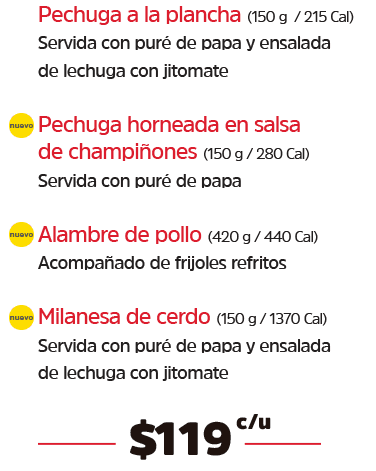 Pechuga a la plancha (150 g / 215 Cal)
Servida con puré de papa y ensalada
de lechuga con jitomate
nuevo Pechuga horneada en salsa
de champiñones (150 g / 280 Cal)
Servida con puré de papa
nuevo Alambre de pollo (420 g / 440 Cal)
Acompañado de frijoles refritos
nuevo Milanesa de cerdo (150 g / 1370 Cal)
Servida con puré de papa y ensalada
de lechuga con jitomate
$119 c/u